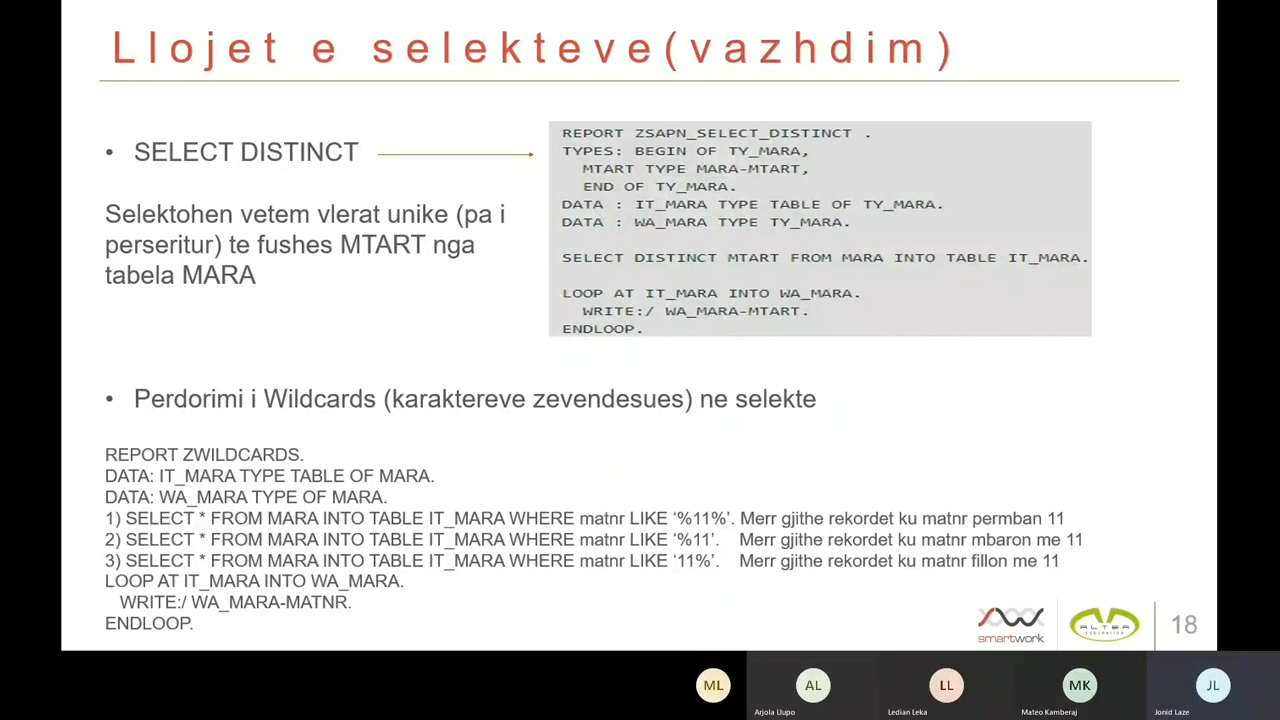 Llojet e selekteve(vazhdim)
• SELECT DISTINCT
Selektohen vetem vlerat unike (pa i
perseritur) te fushes MTART nga
tabela MARA
REPORT ZSAPN_SELECT_DISTINCT .
TYPES: BEGIN OF TY_MARA,
MTART TYPE MARA-MTART,
END OF TY_MARA.
DATA : IT_MARA TYPE TABLE OF TY_MARA.
DATA : WA_MARA TYPE TY_MARA.
SELECT DISTINCT MTART FROM MARA INTO TABLE IT_MARA.
LOOP AT IT_MARA INTO WA_MARA.
WRITE:/ WA_MARA-MTART.
ENDLOOP.
• Perdorimi i Wildcards (karaktereve zevendesues) ne selekte
REPORT ZWILDCARDS.
DATA: IT_MARA TYPE TABLE OF MARA.
DATA: WA_MARA TYPE OF MARA.
1) SELECT * FROM MARA INTO TABLE IT_MARA WHERE matnr LIKE ‘%11%’. Merr gjithe rekordet ku matnr permban 11
2) SELECT * FROM MARA INTO TABLE IT_MARA WHERE matnr LIKE ‘%11’. Merr gjithe rekordet ku matnr mbaron me 11
3) SELECT * FROM MARA INTO TABLE IT_MARA WHERE matnr LIKE ‘11%’. Merr gjithe rekordet ku matnr fillon me 11
LOOP AT IT_MARA INTO WA_MARA.
WRITE:/ WA_MARA-MATNR.
ENDLOOP.
smartwork
ALTER
FEDERATION
18
ML
AL
LL
MK
JL
Arjola Llupo
Ledian Leka
Mateo Kamberaj
Jonid Laze